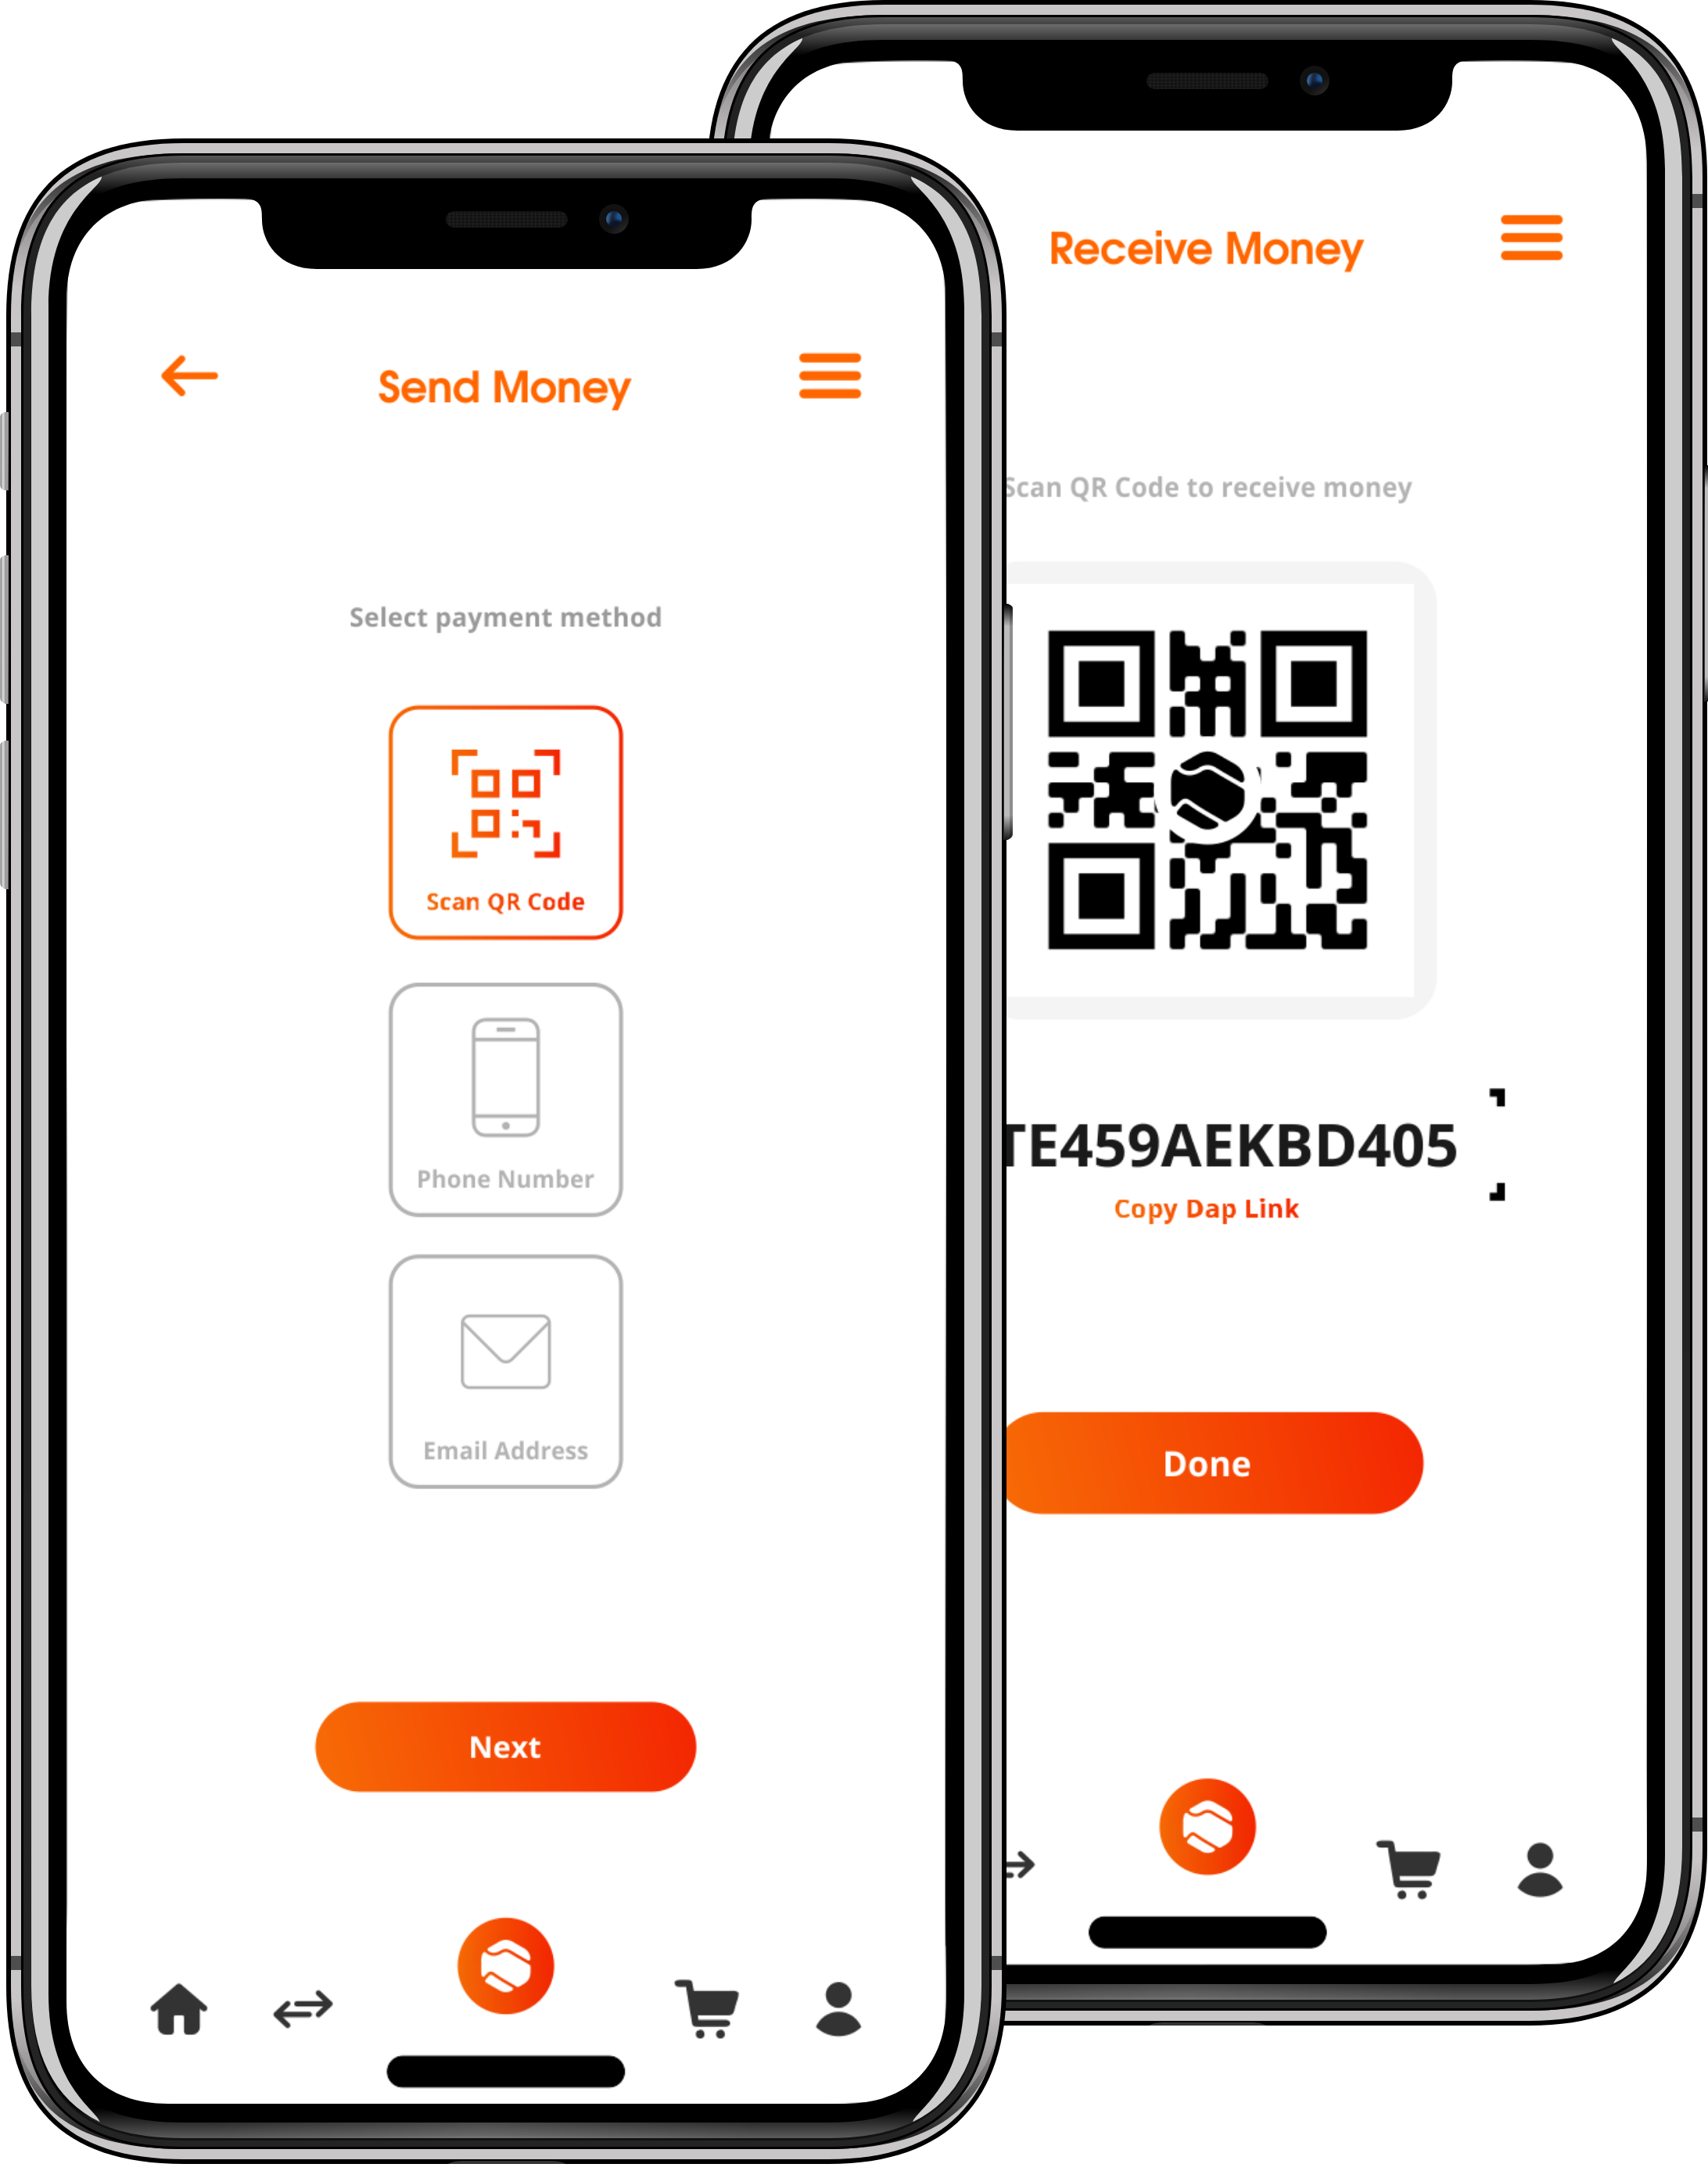 Send Money
Select payment method
Scan QR Code
Phone Number
Email Address
Next
Receive Money
Scan QR Code to receive money
TE459AEKBD405
Copy Dap Link
Done